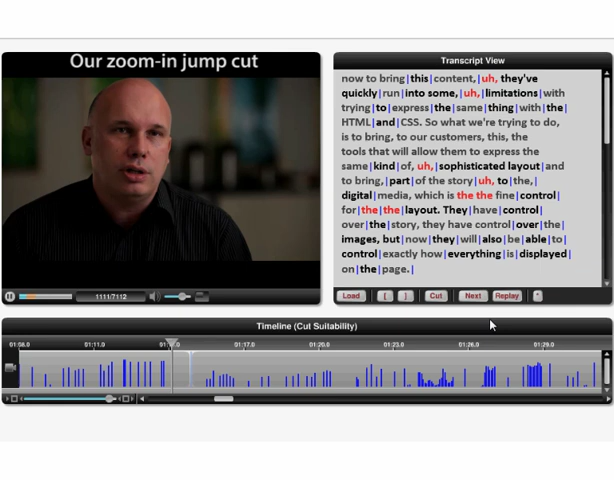 Our zoom-in jump cut
1111/7112
Transcript View
now to bring|this|content,|uh, they've
quickly|run|into some,|uh,|limitations|with
trying|to|express|the|same|thing|with|the|
HTML|and|CSS. So what we're trying to do,
is to bring, to our customers, this, the
tools that will allow them to express the
same|kind|of, uh,|sophisticated layout|and
to bring,|part|of the story|uh,|to|the,|
digital|media, which is the the fine|control|
for|the|the|layout. They|have|control|
over|the|story, they have control|over|the|
images, but|now|they|will|also|be|able|to|
control|exactly how|everything|is|displayed|
on|the|page.|
Load [ ] Cut Next Replay *
Timeline (Cut Suitability)
01:11.0 01:17.0 01:20.0 01:23.0 01:26.0 01:29.0